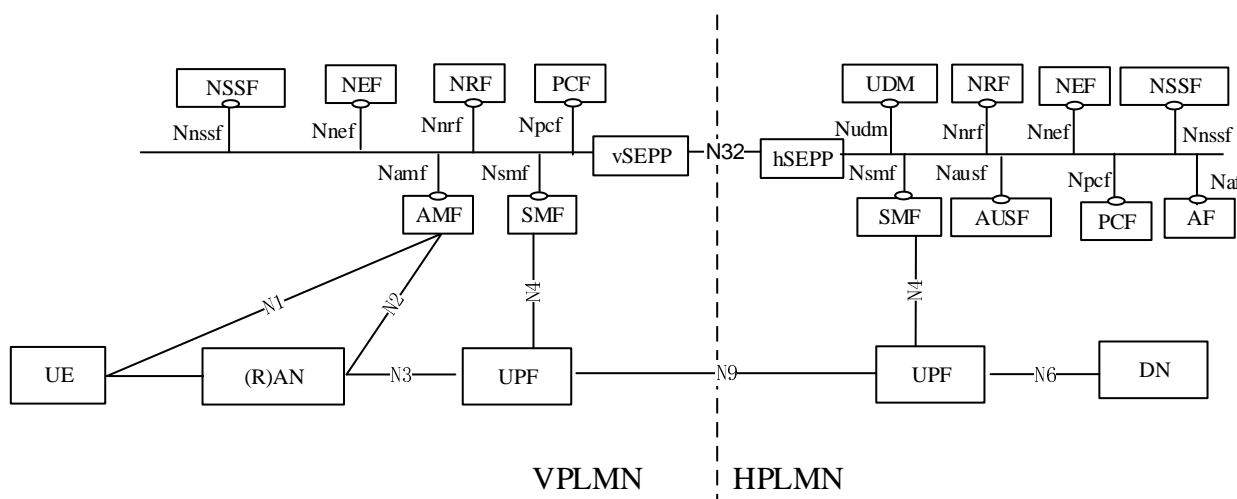 NSSF NEF NRF PCF UDM NRF NEF NSSF
Nnssf Nnef Nnrf Npcf Nudm Nnrf Nnef Nnssf
vSEPP N32 hSEPP
Namf Nsmf Nsmf Nausf Npcf Naf
AMF SMF SMF AUSF PCF AF
N1 N2 N4 N4
UE (R)AN N3 UPF N9 UPF N6 DN
VPLMN HPLMN